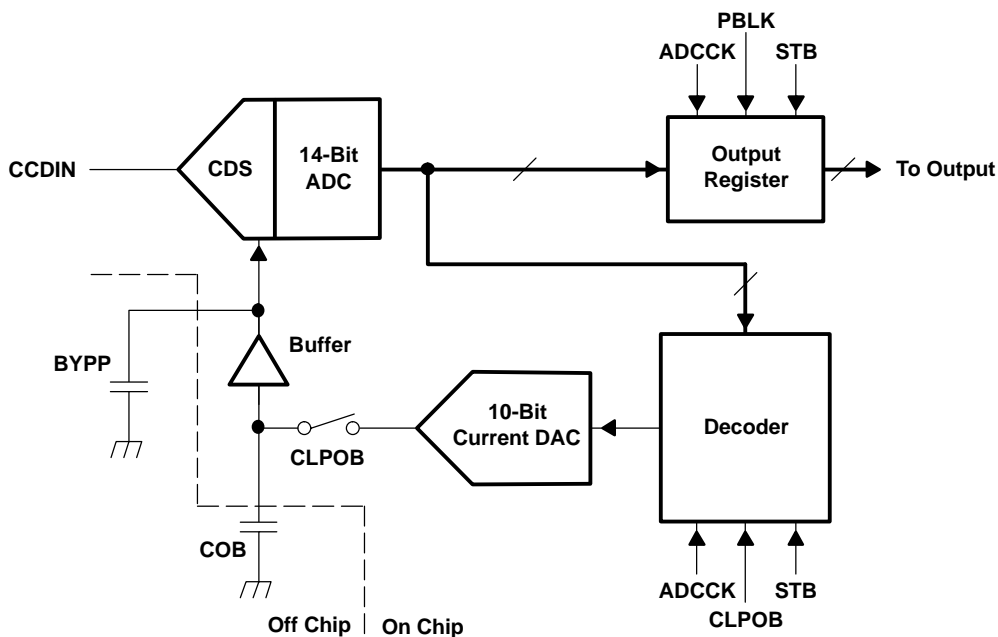 PBLK
ADCCK
STB
CCDIN
CDS
14-Bit
ADC
Output
Register
To Output
Buffer
BYPP
10-Bit
Current DAC
Decoder
CLPOB
COB
ADCCK
STB
CLPOB
Off Chip
On Chip